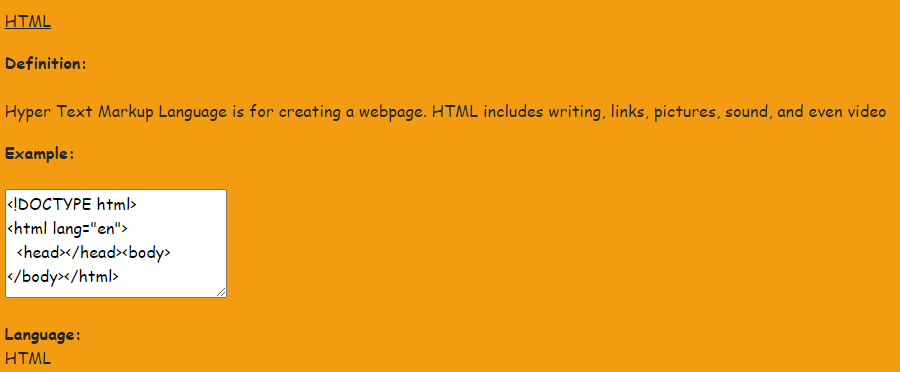 HTML
Definition:
Hyper Text Markup Language is for creating a webpage. HTML includes writing, links, pictures, sound, and even video
Example:
<!DOCTYPE html>
<html lang="en">
  <head></head><body>
</body></html>
Language:
HTML